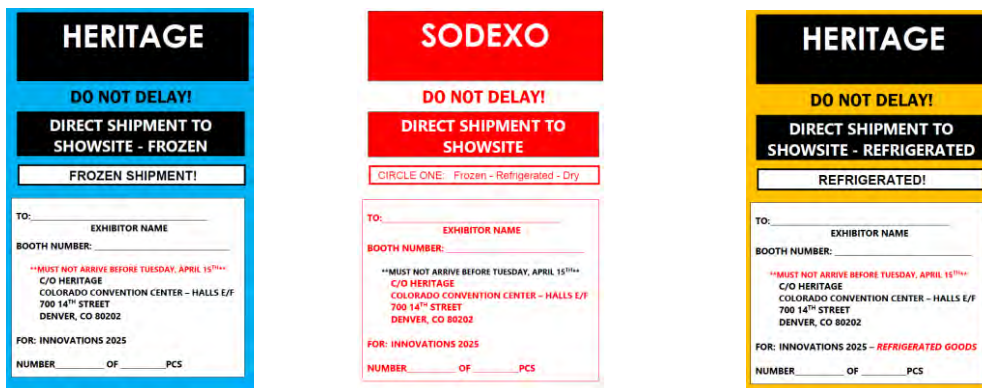 HERITAGE
DO NOT DELAY!
DIRECT SHIPMENT TO
SHOWSITE - FROZEN
FROZEN SHIPMENT!
TO:
EXHIBITOR NAME
BOOTH NUMBER:
**MUST NOT ARRIVE BEFORE TUESDAY, APRIL 15TH**
C/O HERITAGE
COLORADO CONVENTION CENTER – HALLS E/F
700 14TH STREET
DENVER, CO 80202
FOR: INNOVATIONS 2025
NUMBER__________ OF __________PCS
SODEXO
DO NOT DELAY!
DIRECT SHIPMENT TO
SHOWSITE
CIRCLE ONE: Frozen - Refrigerated - Dry
TO:
EXHIBITOR NAME
BOOTH NUMBER:
**MUST NOT ARRIVE BEFORE TUESDAY, APRIL 15TH**
C/O HERITAGE
COLORADO CONVENTION CENTER – HALLS E/F
700 14TH STREET
DENVER, CO 80202
FOR: INNOVATIONS 2025
NUMBER__________ OF __________PCS
HERITAGE
DO NOT DELAY!
DIRECT SHIPMENT TO
SHOWSITE - REFRIGERATED
REFRIGERATED!
TO:
EXHIBITOR NAME
BOOTH NUMBER:
**MUST NOT ARRIVE BEFORE TUESDAY, APRIL 15TH**
C/O HERITAGE
COLORADO CONVENTION CENTER – HALLS E/F
700 14TH STREET
DENVER, CO 80202
FOR: INNOVATIONS 2025 – REFRIGERATED GOODS
NUMBER__________ OF __________PCS